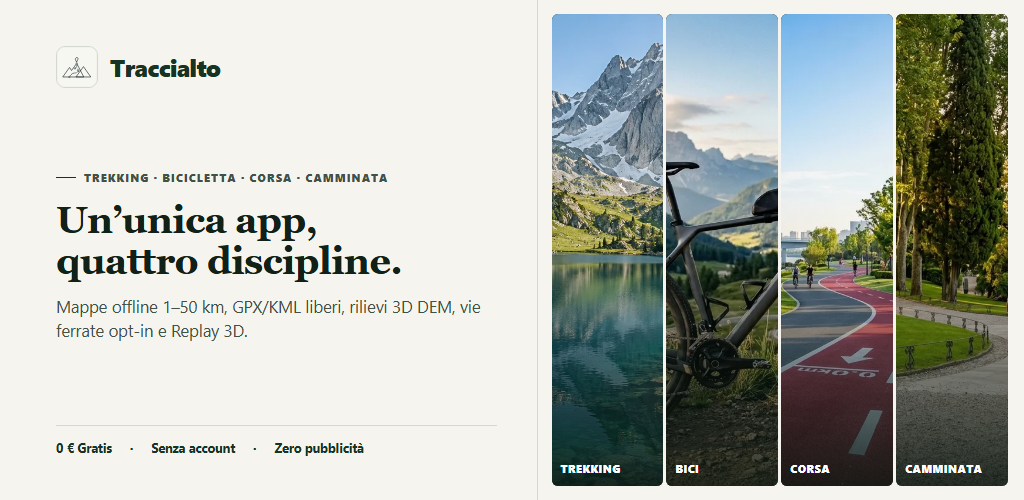 Traccialto
TREKKING · BICICLETTA · CORSA · CAMMINATA
Un’unica app,
quattro discipline.
Mappe offline 1–50 km, GPX/KML liberi, rilievi 3D DEM, vie
ferrate opt-in e Replay 3D.
0 € Gratis · Senza account · Zero pubblicità
TREKKING
BICI
CORSA
CAMMINATA